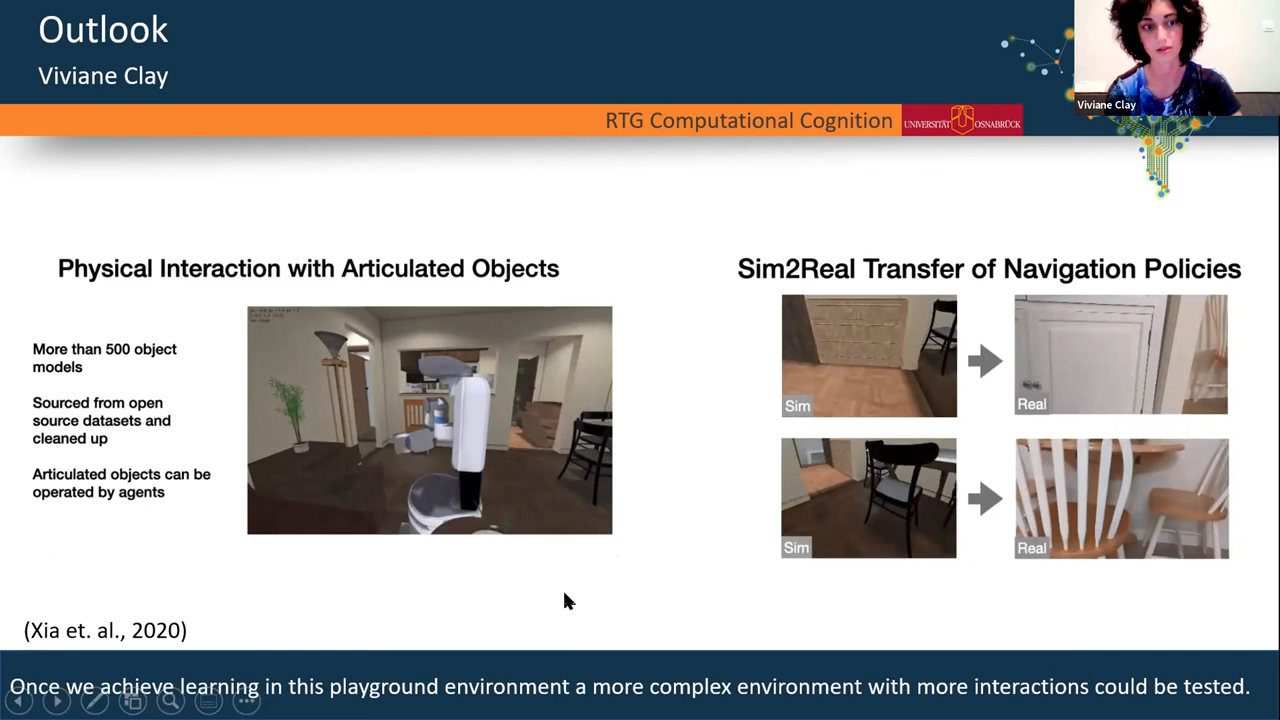 Outlook
Viviane Clay
Viviane Clay
RTG Computational Cognition
UNIVERSITÄT OSNABRÜCK
Physical Interaction with Articulated Objects
More than 500 object
models
Sourced from open
source datasets and
cleaned up
Articulated objects can be
operated by agents
Sim2Real Transfer of Navigation Policies
Sim
Real
Sim
Real
(Xia et. al., 2020)
Once we achieve learning in this playground environment a more complex environment with more interactions could be tested.